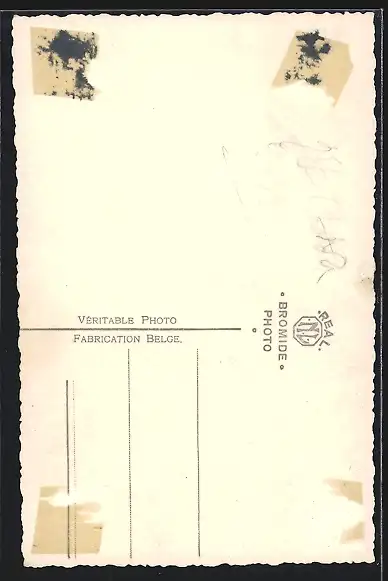 VÉRITABLE PHOTO
FABRICATION BELGE.
REAL
BROMIDE
PHOTO